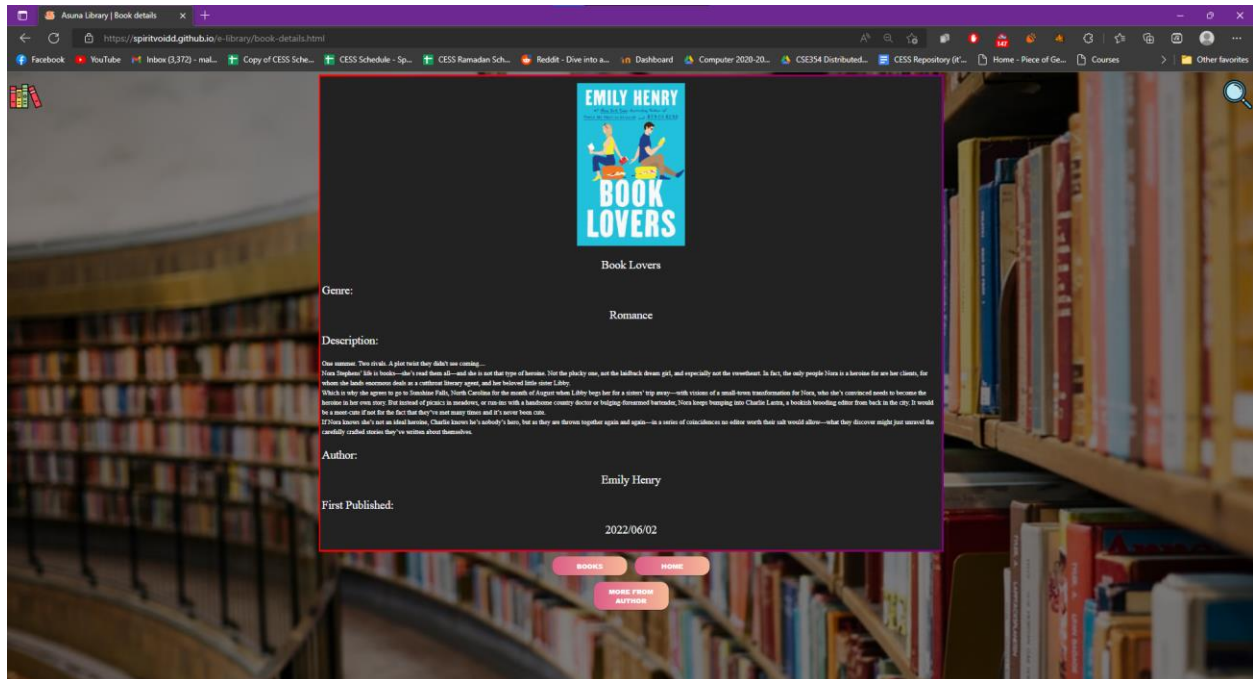 Asuna Library | Book details
https://spiritvoidd.github.io/e-library/book-details.html
147
Facebook YouTube Inbox (3,372) - mal... Copy of CESS Sche... CESS Schedule - Sp... CESS Ramadan Sch... Reddit - Dive into a... Dashboard Computer 2020-20... CSE354 Distributed... CESS Repository (it'... Home - Piece of Ge... Courses Other favorites
EMILY HENRY
BOOK
LOVERS
Book Lovers
Genre:
Romance
Description:
One summer. Two rivals. A plot twist they didn't see coming....
Nora Stephens' life is books—she's read them all—and she is not that type of heroine. Not the plucky one, not the laidback dream girl, and especially not the sweetheart. In fact, the only people Nora is a heroine for are her clients, for
whom she lands enormous deals as a cutthroat literary agent, and her beloved little sister Libby.
Which is why she agrees to go to Sunshine Falls, North Carolina for the month of August when Libby begs her for a sisters' trip away—with visions of a small-town transformation for Nora, who she's convinced needs to become the
heroine in her own story. But instead of picnics in meadows, or run-ins with a handsome country doctor or bulging-forearmed bartender, Nora keeps bumping into Charlie Lastra, a bookish brooding editor from back in the city. It would
be a meet-cute if not for the fact that they've met many times and it's never been cute.
If Nora knows she's not an ideal heroine, Charlie knows he's nobody's hero, but as they are thrown together again and again—in a series of coincidences no editor worth their salt would allow—what they discover might just unravel the
carefully crafted stories they've written about themselves.
Author:
Emily Henry
First Published:
2022/06/02
BOOKS HOME
MORE FROM
AUTHOR